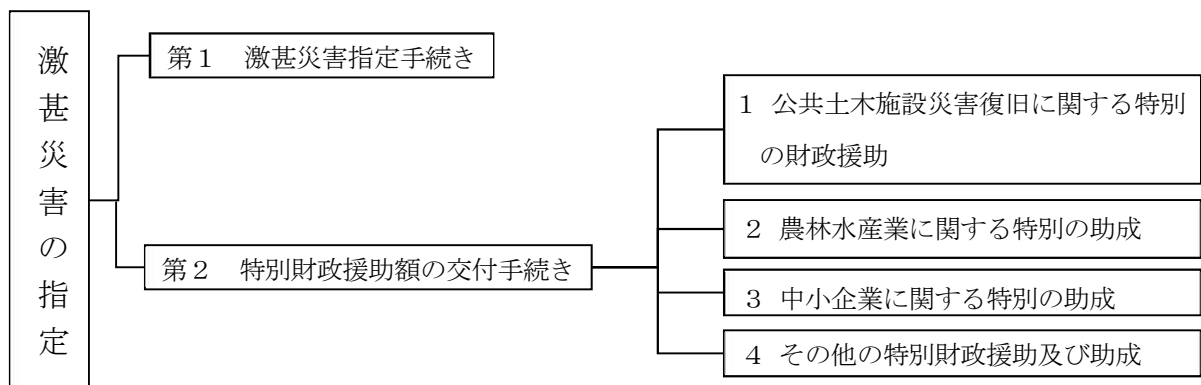 激甚災害の指定
第１　激甚災害指定手続き
第２　特別財政援助額の交付手続き
１ 公共土木施設災害復旧に関する特別
の財政援助
２ 農林水産業に関する特別の助成
３ 中小企業に関する特別の助成
４ その他の特別財政援助及び助成